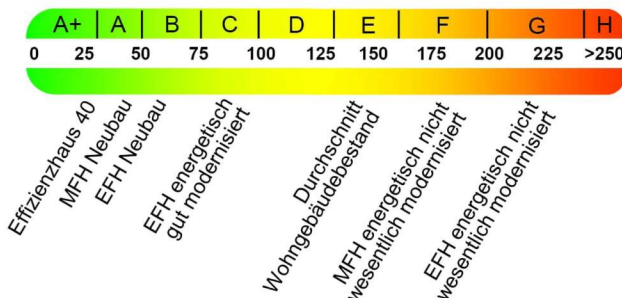 A+ A B C D E F G H
0 25 50 75 100 125 150 175 200 225 >250
Effizienzhaus 40
MFH Neubau
EFH Neubau
EFH energetisch
gut modernisiert
Durchschnitt
Wohngebäudebestand
MFH energetisch nicht
wesentlich modernisiert
EFH energetisch nicht
wesentlich modernisiert